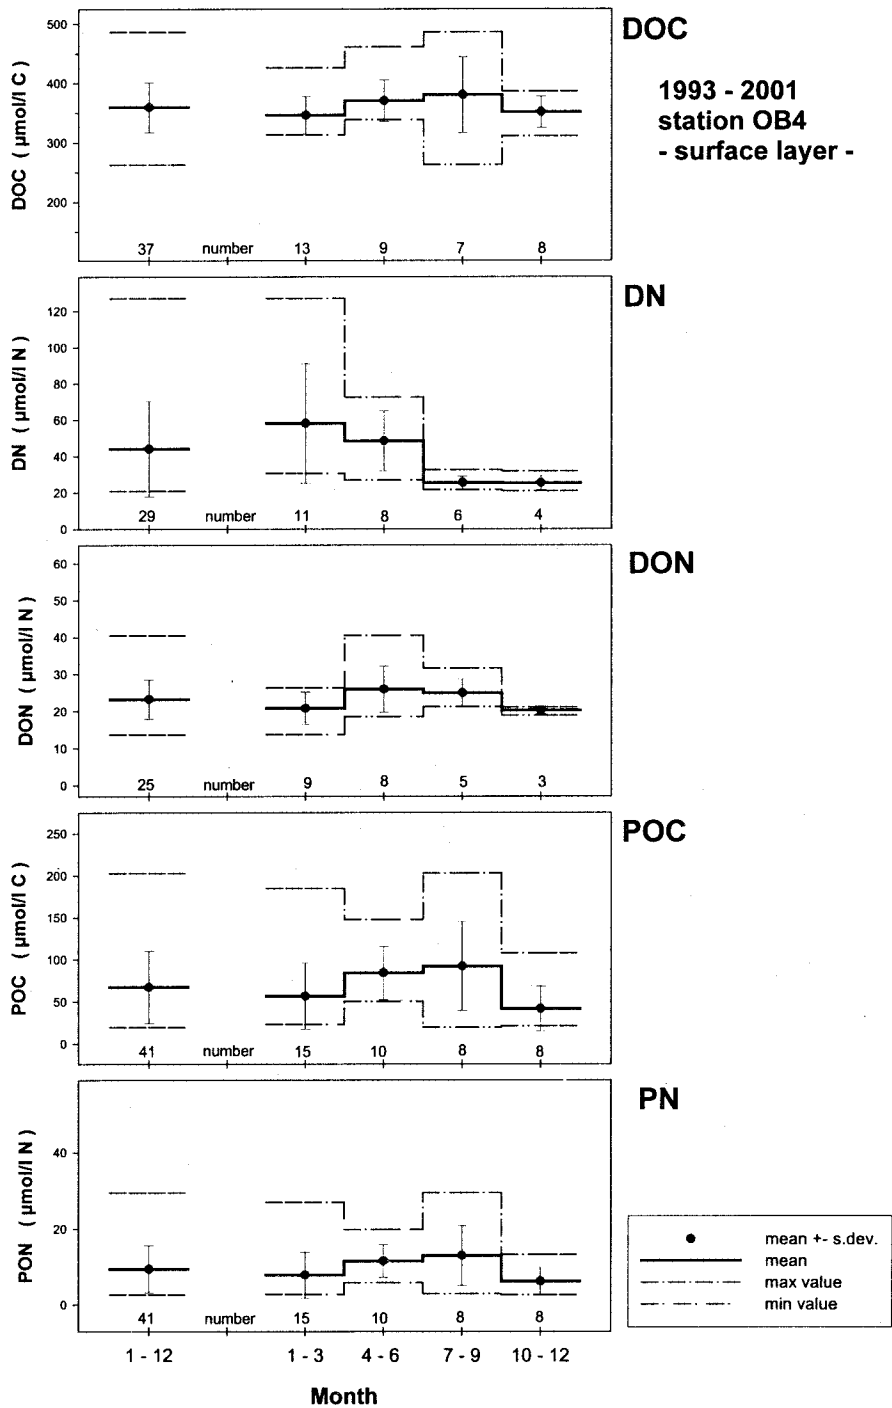 DOC
1993 - 2001
station OB4
- surface layer -
DOC ( µmol/l C )
500
400
300
200
37 number 13 9 7 8
DN
DN ( µmol/l N )
120
100
80
60
40
20
0
29 number 11 8 6 4
DON
DON ( µmol/l N )
60
40
30
20
10
0
25 number 9 8 5 3
POC
POC ( µmol/l C )
250
200
150
100
50
0
41 number 15 10 8 8
PN
PON ( µmol/l N )
40
20
0
41 number 15 10 8 8
1 - 12 1 - 3 4 - 6 7 - 9 10 - 12
Month
mean +- s.dev.
mean
max value
min value